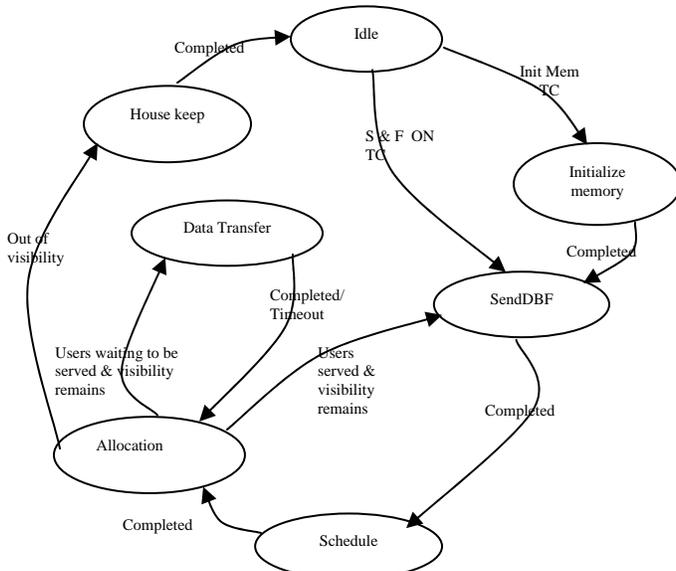 Idle
Completed
Init Mem
TC
House keep
S & F ON
TC
Initialize
memory
Data Transfer
Out of
visibility
Completed
SendDBF
Completed/
Timeout
Users waiting to be
served & visibility
remains
Users
served &
visibility
remains
Completed
Allocation
Completed
Schedule